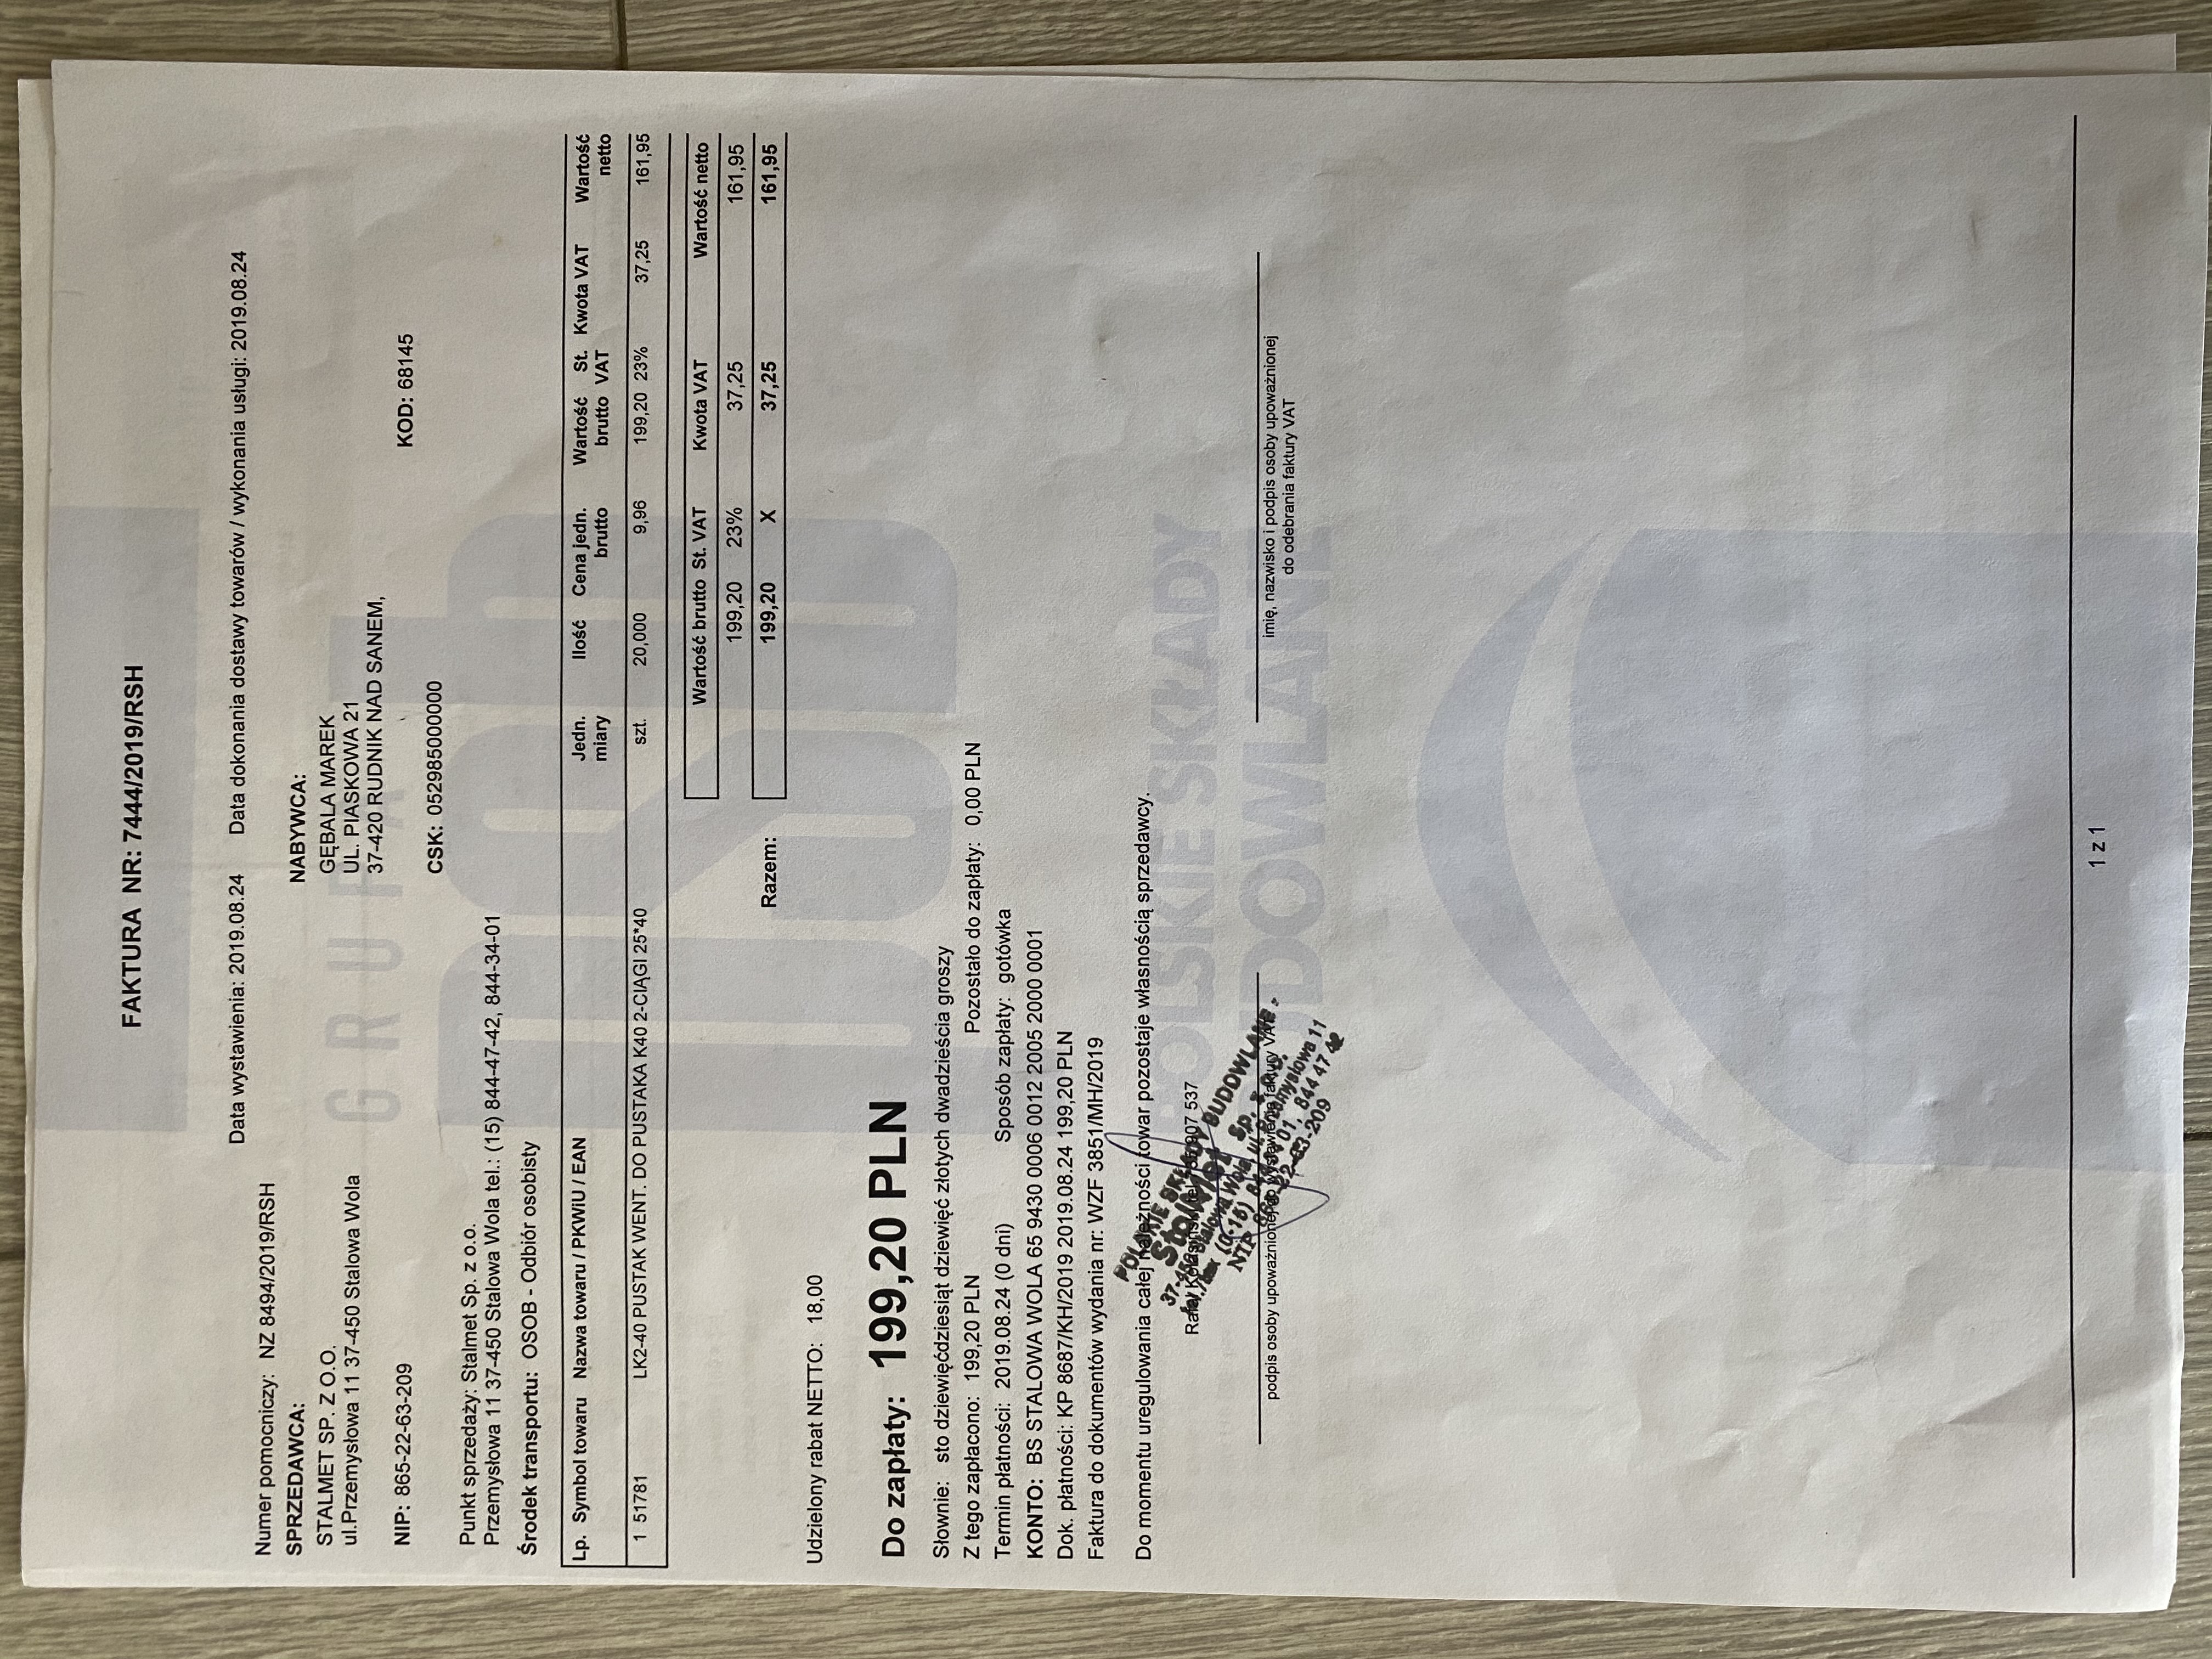 FAKTURA NR: 7444/2019/RSH
Data wystawienia: 2019.08.24 Data dokonania dostawy towarów / wykonania usługi: 2019.08.24
Numer pomocniczy: NZ 8494/2019/RSH
SPRZEDAWCA:
STALMET SP. Z O.O.
ul.Przemysłowa 11 37-450 Stalowa Wola
NIP: 865-22-63-209
NABYWCA:
GĘBALA MAREK
UL. PIASKOWA 21
37-420 RUDNIK NAD SANEM,
KOD: 68145
CSK: 052985000000
Punkt sprzedaży: Stalmet Sp. z o.o.
Przemysłowa 11 37-450 Stalowa Wola tel.: (15) 844-47-42, 844-34-01
Środek transportu: OSOB - Odbiór osobisty
Lp. Symbol towaru Nazwa towaru / PKWiU / EAN Jedn. miary Ilość Cena jedn. brutto Wartość brutto St. VAT Kwota VAT Wartość netto
1 51781 LK2-40 PUSTAK WENT. DO PUSTAKA K40 2-CIĄGI 25*40 szt. 20,000 9,96 199,20 23% 37,25 161,95
Wartość brutto St. VAT Kwota VAT Wartość netto
199,20 23% 37,25 161,95
Razem: 199,20 X 37,25 161,95
Udzielony rabat NETTO: 18,00
Do zapłaty: 199,20 PLN
Słownie: sto dziewięćdziesiąt dziewięć złotych dwadzieścia groszy
Z tego zapłacono: 199,20 PLN Pozostało do zapłaty: 0,00 PLN
Termin płatności: 2019.08.24 (0 dni) Sposób zapłaty: gotówka
KONTO: BS STALOWA WOLA 65 9430 0006 0012 2005 2000 0001
Dok. płatności: KP 8687/KH/2019 2019.08.24 199,20 PLN
Faktura do dokumentów wydania nr: WZF 3851/MH/2019
Do momentu uregulowania całej należności towar pozostaje własnością sprzedawcy.
Rafał Kołasiński tel 785 907 537
POLSKIE SKŁADY BUDOWLANE -
Stalmet Sp. z o.o.
37-450 Stalowa Wola, ul. Przemysłowa 11
tel./fax (0-15) 844 34 01, 844 47 42
NIP 865-22-63-209
podpis osoby upoważnionej do wystawienia faktury VAT
imię, nazwisko i podpis osoby upoważnionej
do odebrania faktury VAT
GRUPA
PSB
POLSKIE SKŁADY
BUDOWLANE
1 z 1